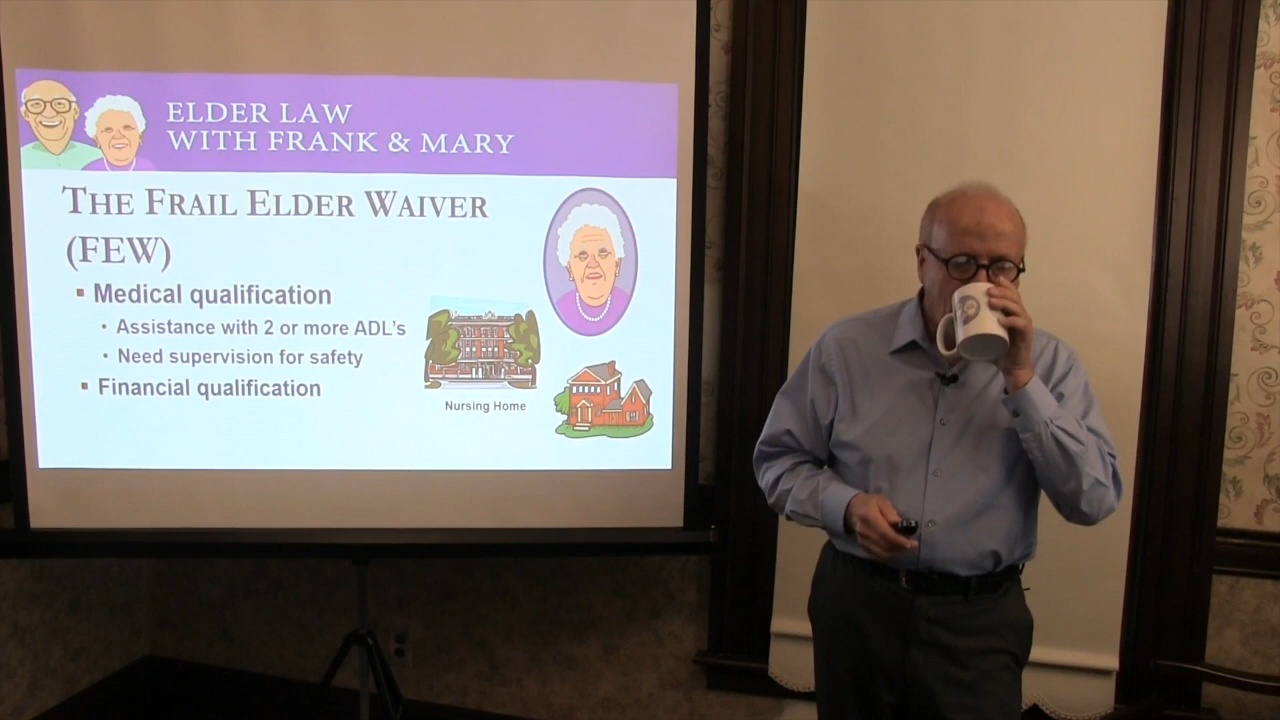 ELDER LAW
WITH FRANK & MARY
THE FRAIL ELDER WAIVER
(FEW)
▪ Medical qualification
• Assistance with 2 or more ADL's
• Need supervision for safety
▪ Financial qualification
Nursing Home